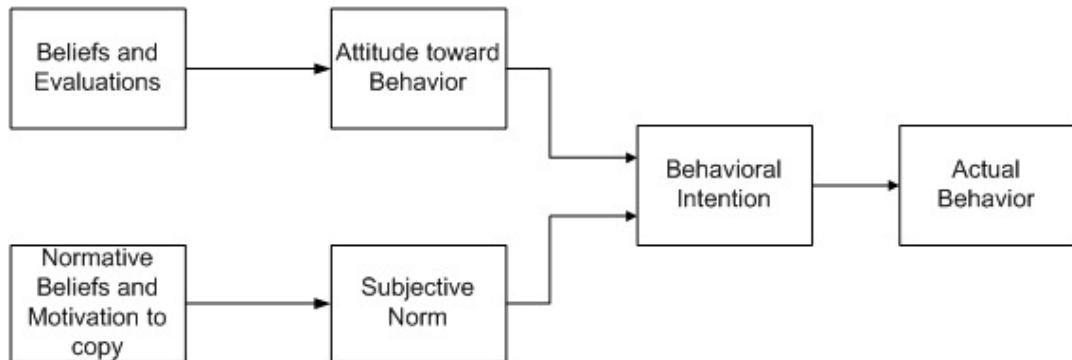 Beliefs and
Evaluations
Attitude toward
Behavior
Behavioral
Intention
Actual
Behavior
Normative
Beliefs and
Motivation to
copy
Subjective
Norm